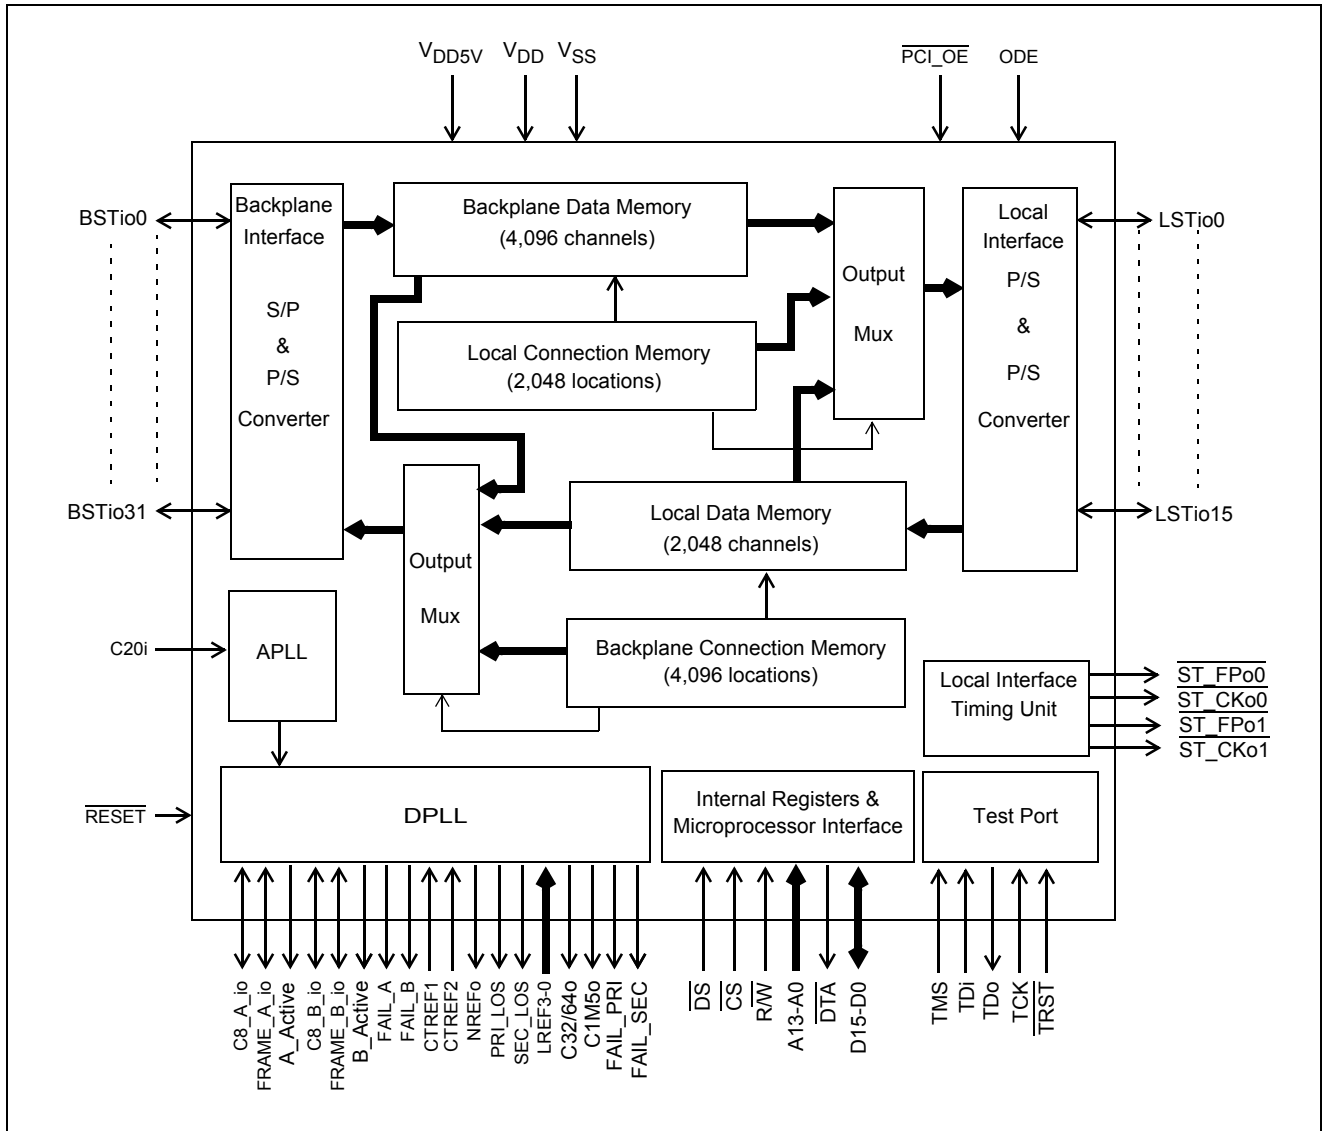 VDD5V VDD VSS PCI_OE ODE
BSTio0
BSTio31
Backplane
Interface
S/P
&
P/S
Converter
Backplane Data Memory
(4,096 channels)
Local Connection Memory
(2,048 locations)
Output
Mux
Local
Interface
P/S
&
P/S
Converter
LSTio0
LSTio15
Output
Mux
Local Data Memory
(2,048 channels)
Backplane Connection Memory
(4,096 locations)
C20i
APLL
Local Interface
Timing Unit
ST_FPo0
ST_CKo0
ST_FPo1
ST_CKo1
RESET
DPLL
Internal Registers &
Microprocessor Interface
Test Port
C8_A_io
FRAME_A_io
A_Active
C8_B_io
FRAME_B_io
B_Active
FAIL_A
FAIL_B
CTREF1
CTREF2
NREFo
PRI_LOS
SEC_LOS
LREF3-0
C32/64o
C1M5o
FAIL_PRI
FAIL_SEC
DS
CS
R/W
A13-A0
DTA
D15-D0
TMS
TDi
TDo
TCK
TRST